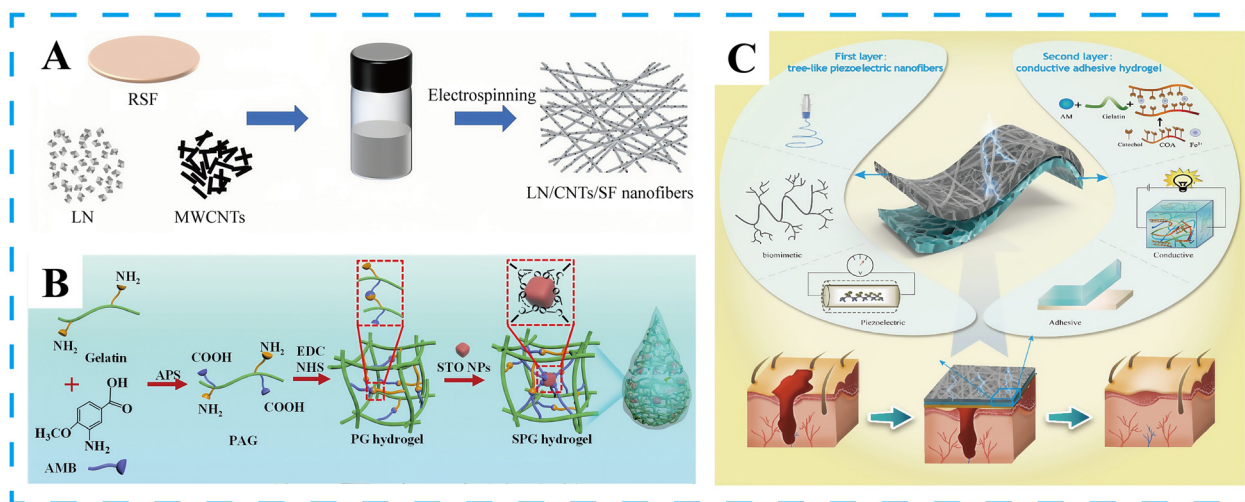 A
RSF
LN
MWCNTs
Electrospinning
LN/CNTs/SF nanofibers
B
NH₂
NH₂
Gelatin
+
OH
O
H₃CO
NH₂
AMB
APS
COOH
NH₂
NH₂
COOH
PAG
EDC
NHS
PG hydrogel
STO NPs
SPG hydrogel
C
First layer:
tree-like piezoelectric nanofibers
biomimetic
V
Piezoelectric
Second layer:
conductive adhesive hydrogel
AM
+
Gelatin
+
Catechol
COA
Fe³⁺
Conductive
Adhesive